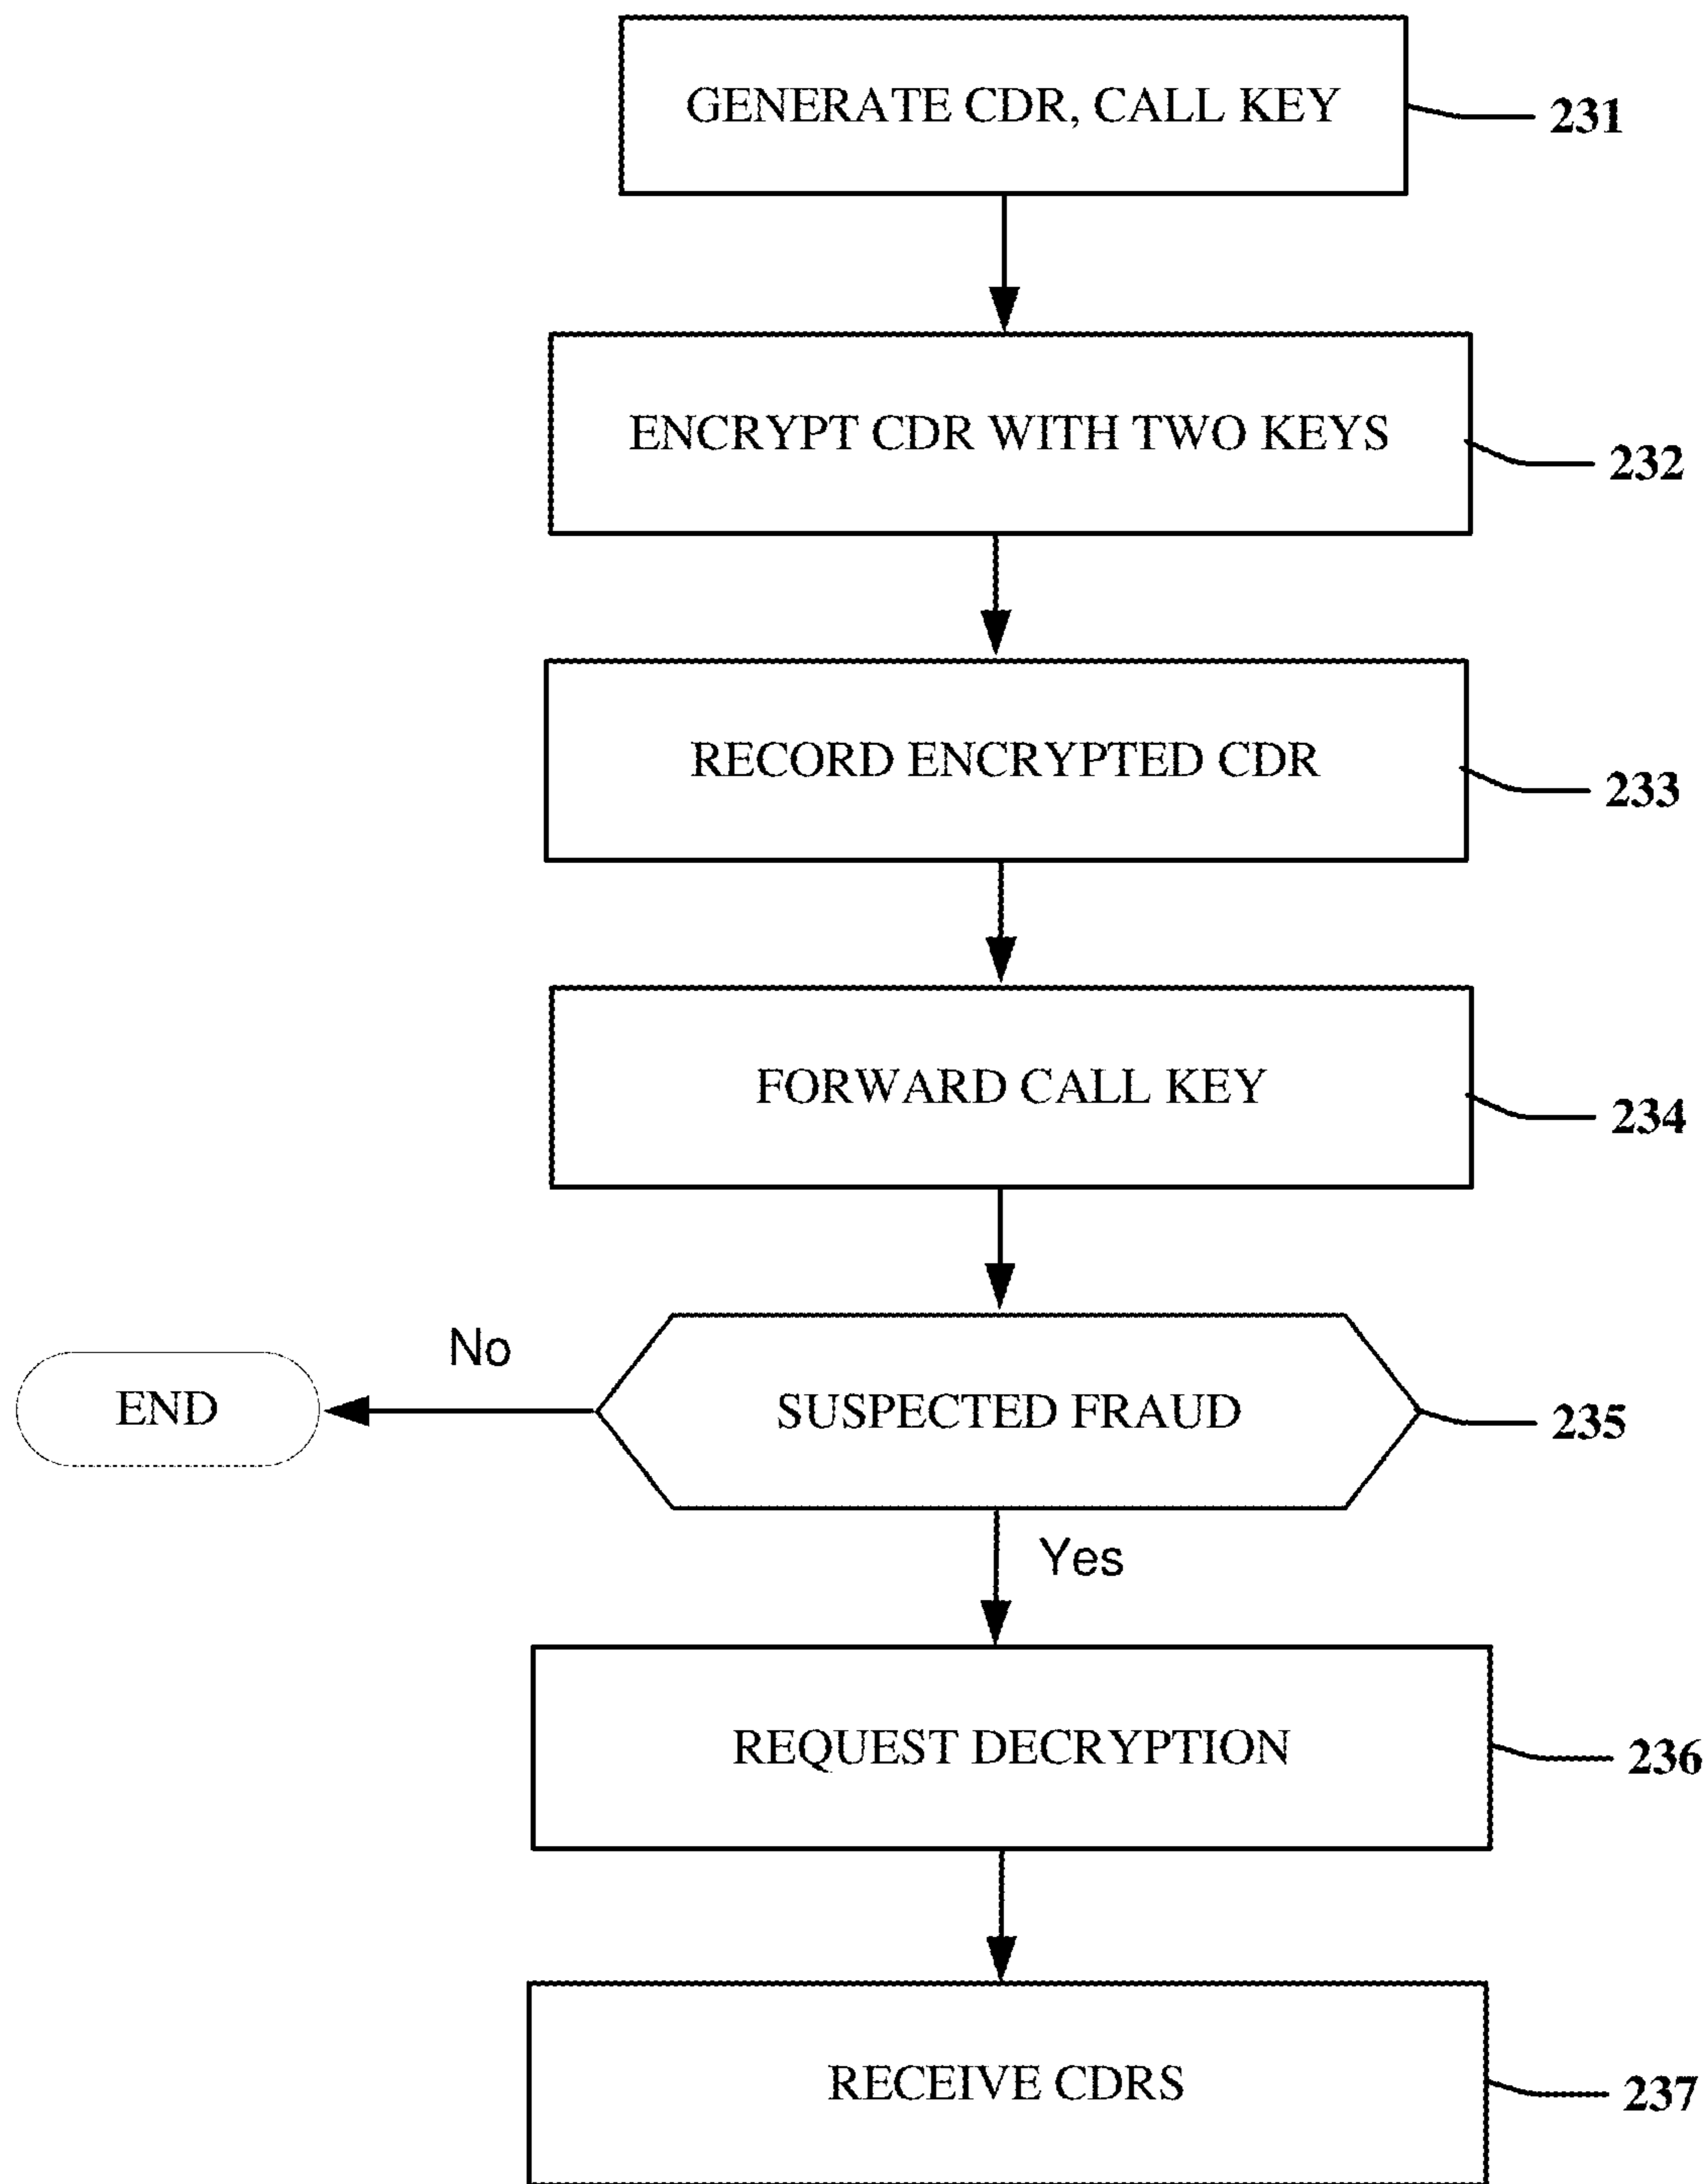 GENERATE CDR, CALL KEY
231
ENCRYPT CDR WITH TWO KEYS
232
RECORD ENCRYPTED CDR
233
FORWARD CALL KEY
234
No
END
SUSPECTED FRAUD
235
Yes
REQUEST DECRYPTION
236
RECEIVE CDRS
237